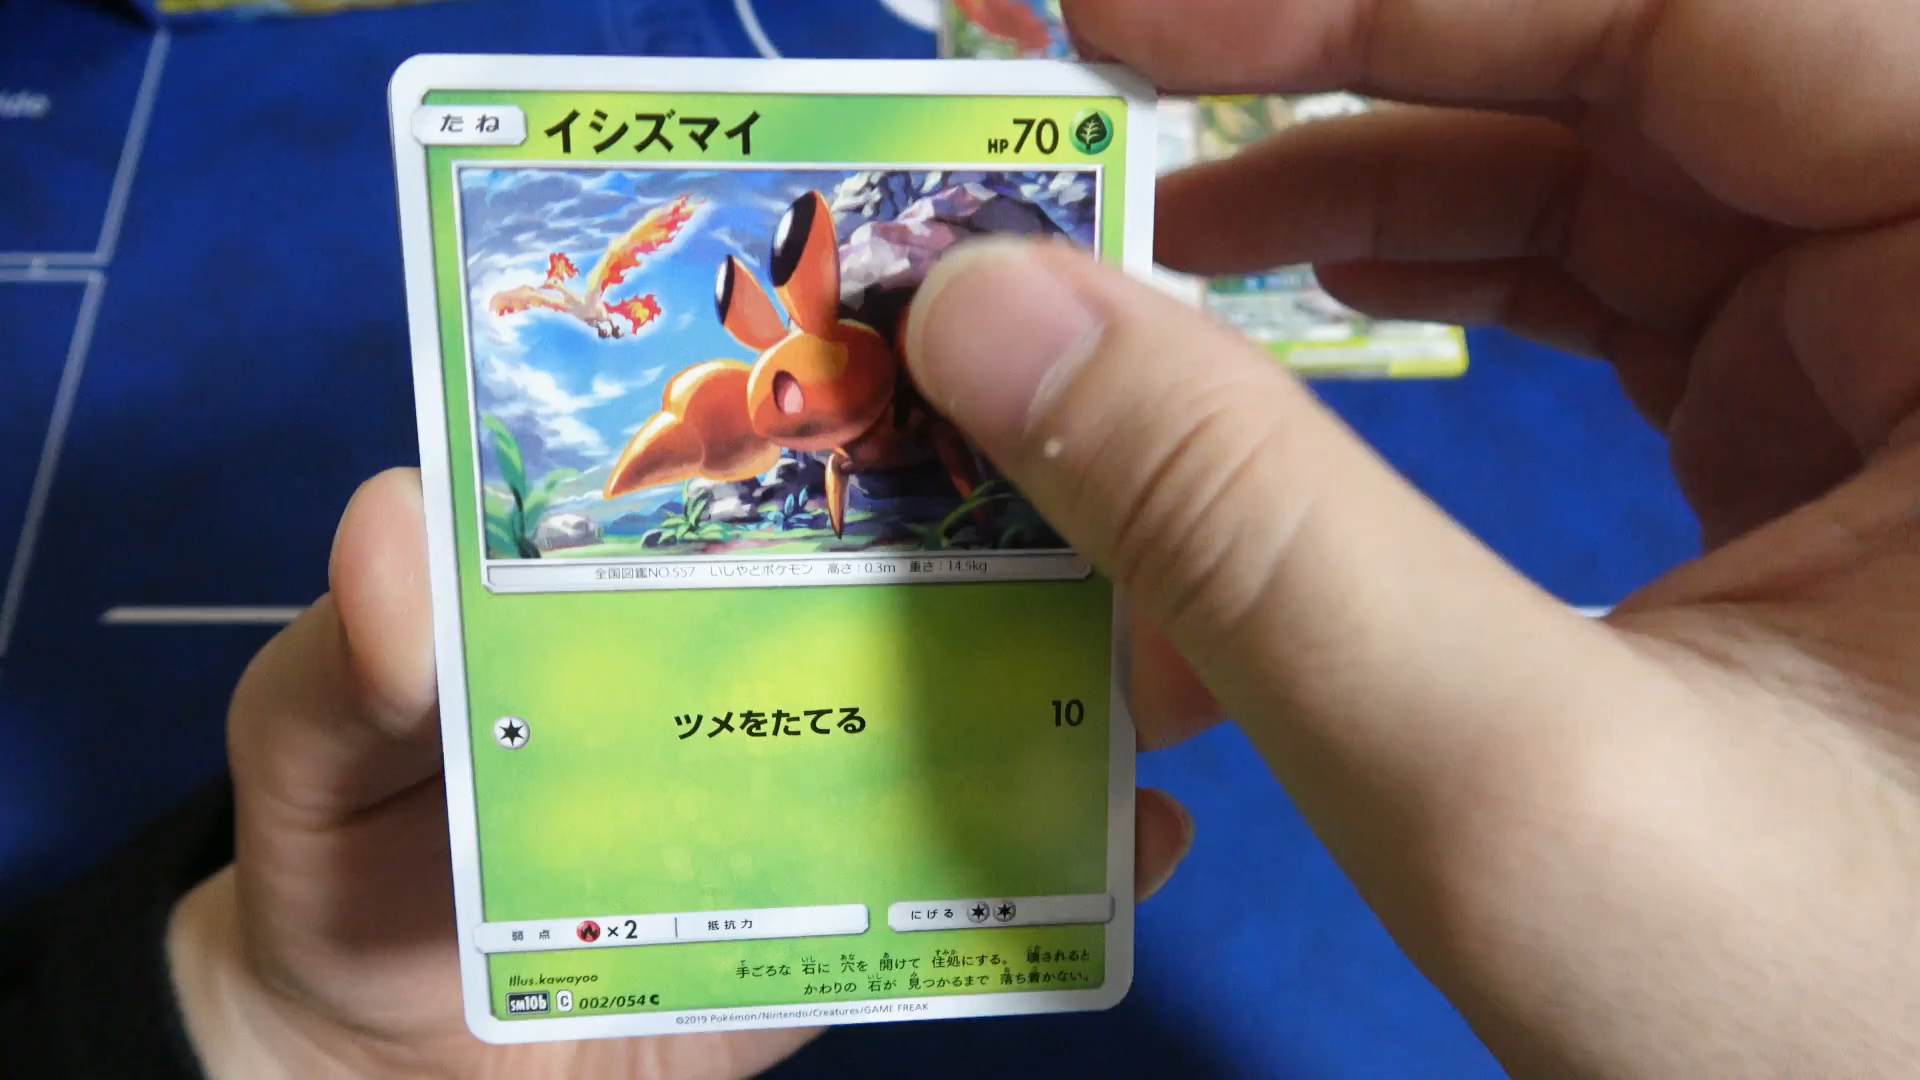 たね イシズマイ HP70
全国図鑑NO.557 いしやどポケモン 高さ:0.3m 重さ:14.5kg
ツメをたてる 10
弱点 ×2 抵抗力 にげる
手ごろな石に穴を開けて住処にする。壊されると
かわりの石が見つかるまで落ち着かない。
Illus.kawayoo
sm10b C 002/054 C
©2019 Pokémon/Nintendo/Creatures/GAME FREAK